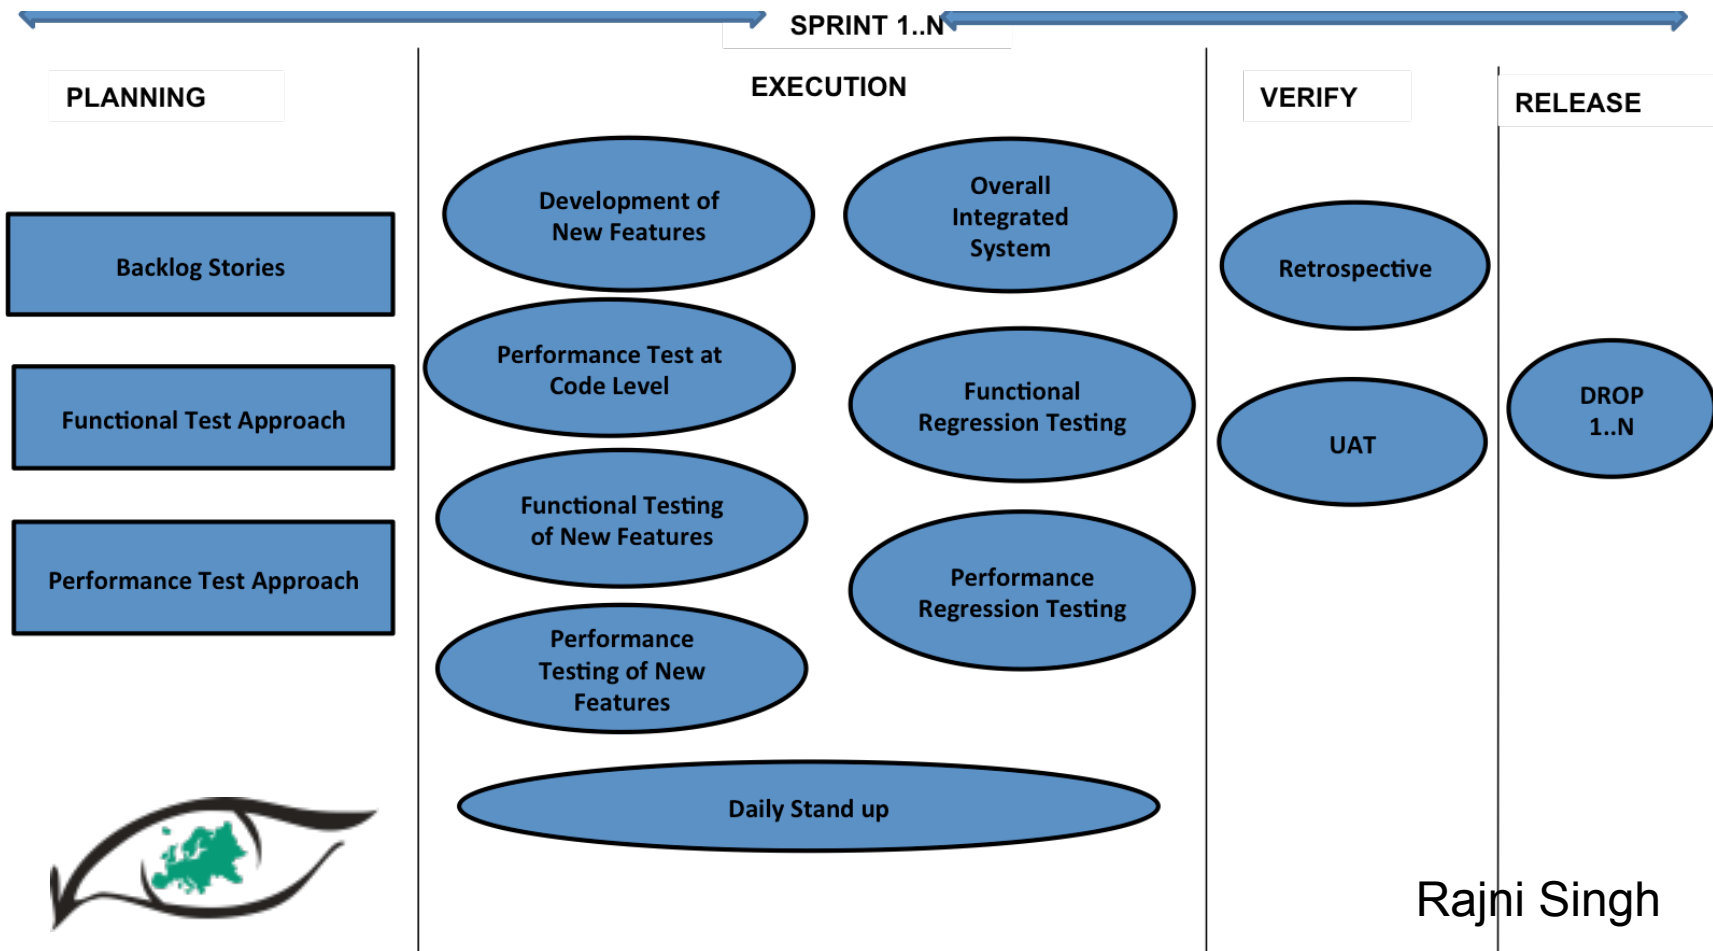 SPRINT 1..N
PLANNING
EXECUTION
VERIFY
RELEASE
Backlog Stories
Functional Test Approach
Performance Test Approach
Development of
New Features
Performance Test at
Code Level
Functional Testing
of New Features
Performance
Testing of New
Features
Overall
Integrated
System
Functional
Regression Testing
Performance
Regression Testing
Daily Stand up
Retrospective
UAT
DROP
1..N
Rajni Singh